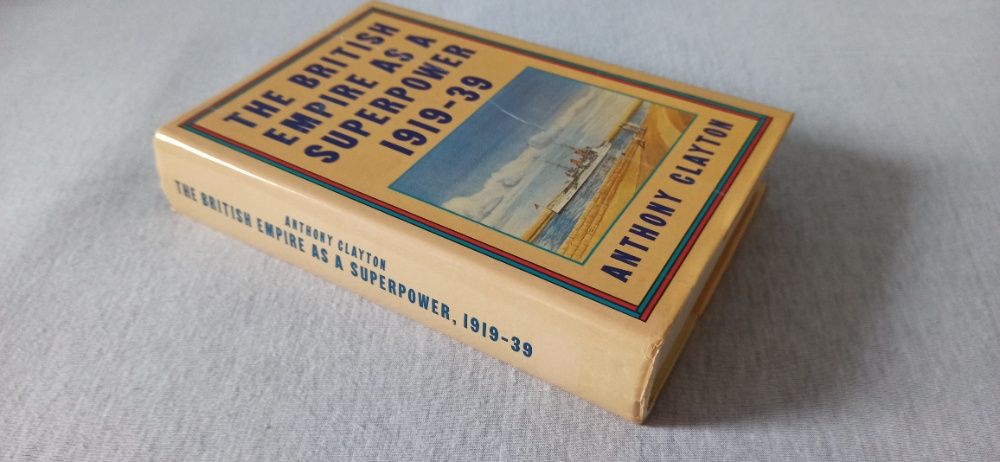 THE BRITISH
EMPIRE AS A
SUPERPOWER
1919-39
ANTHONY CLAYTON
ANTHONY CLAYTON
THE BRITISH EMPIRE AS A SUPERPOWER, 1919-39